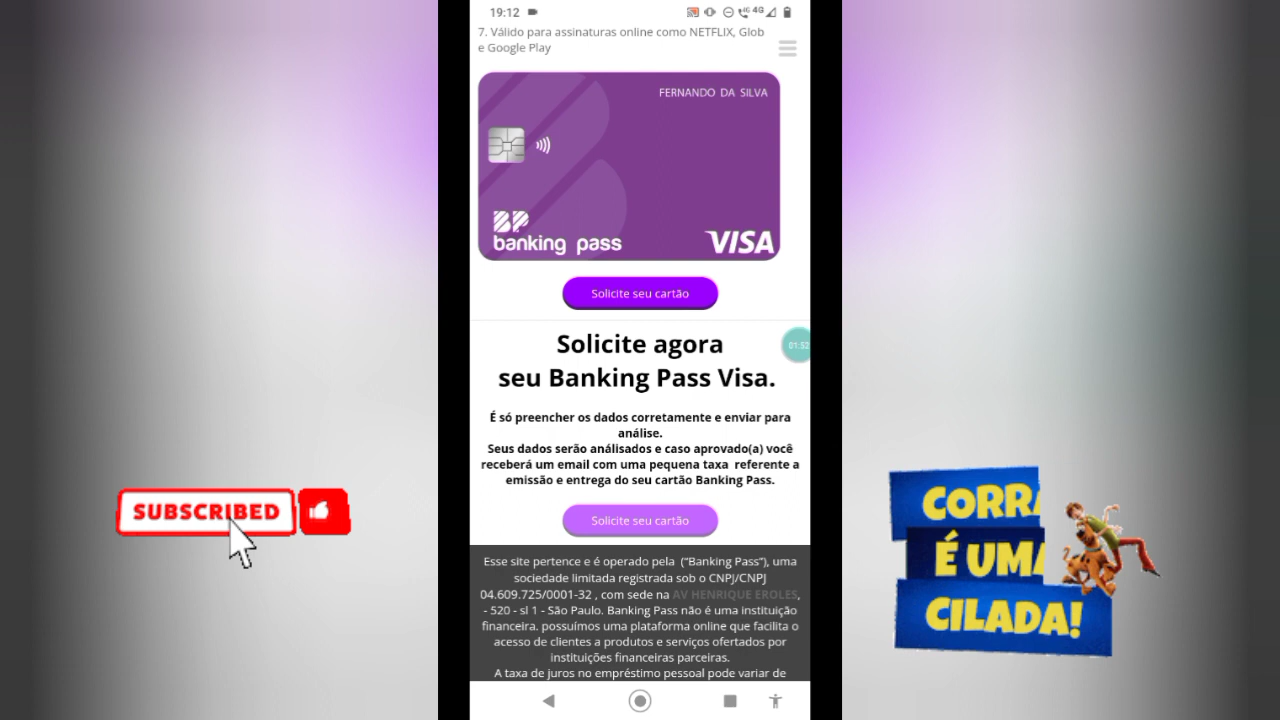 19:12
4G
7. Válido para assinaturas online como NETFLIX, Glob
e Google Play
FERNANDO DA SILVA
BP
banking pass
VISA
Solicite seu cartão
Solicite agora
seu Banking Pass Visa.
01:52
É só preencher os dados corretamente e enviar para
análise.
Seus dados serão análisados e caso aprovado(a) você
receberá um email com uma pequena taxa referente a
emissão e entrega do seu cartão Banking Pass.
Solicite seu cartão
Esse site pertence e é operado pela (“Banking Pass”), uma
sociedade limitada registrada sob o CNPJ/CNPJ
04.609.725/0001-32 , com sede na AV HENRIQUE EROLES,
- 520 - sl 1 - São Paulo. Banking Pass não é uma instituição
financeira. possuímos uma plataforma online que facilita o
acesso de clientes a produtos e serviços ofertados por
instituições financeiras parceiras.
A taxa de juros no empréstimo pessoal pode variar de
SUBSCRIBED
CORRA
É UMA
CILADA!